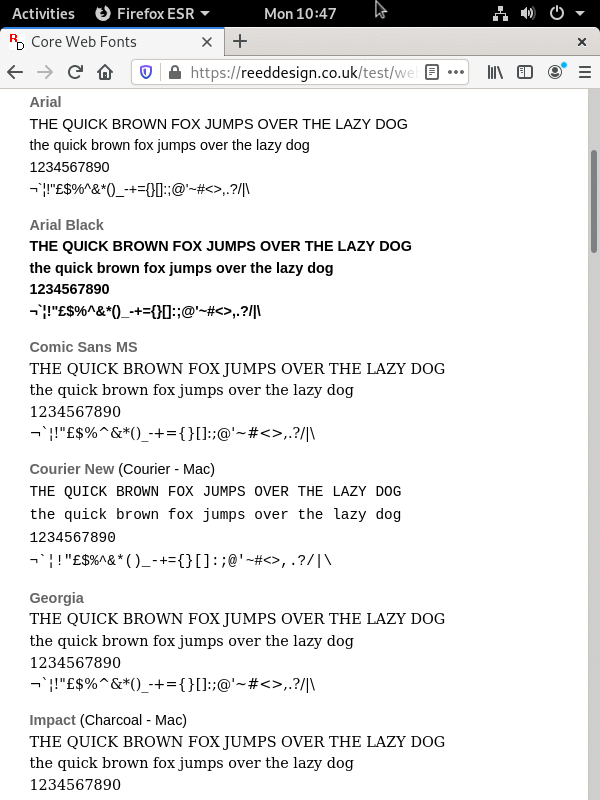 Activities Firefox ESR Mon 10:47
Core Web Fonts
https://reeddesign.co.uk/test/we
Arial
THE QUICK BROWN FOX JUMPS OVER THE LAZY DOG
the quick brown fox jumps over the lazy dog
1234567890
¬`¦!"£$%^&*()_-+={}[]:;@'~#<>,.?/|\
Arial Black
THE QUICK BROWN FOX JUMPS OVER THE LAZY DOG
the quick brown fox jumps over the lazy dog
1234567890
¬`¦!"£$%^&*()_-+={}[]:;@'~#<>,.?/|\
Comic Sans MS
THE QUICK BROWN FOX JUMPS OVER THE LAZY DOG
the quick brown fox jumps over the lazy dog
1234567890
¬`¦!"£$%^&*()_-+={}[]:;@'~#<>,.?/|\
Courier New (Courier - Mac)
THE QUICK BROWN FOX JUMPS OVER THE LAZY DOG
the quick brown fox jumps over the lazy dog
1234567890
¬`¦!"£$%^&*()_-+={}[]:;@'~#<>,.?/|\
Georgia
THE QUICK BROWN FOX JUMPS OVER THE LAZY DOG
the quick brown fox jumps over the lazy dog
1234567890
¬`¦!"£$%^&*()_-+={}[]:;@'~#<>,.?/|\
Impact (Charcoal - Mac)
THE QUICK BROWN FOX JUMPS OVER THE LAZY DOG
the quick brown fox jumps over the lazy dog
1234567890